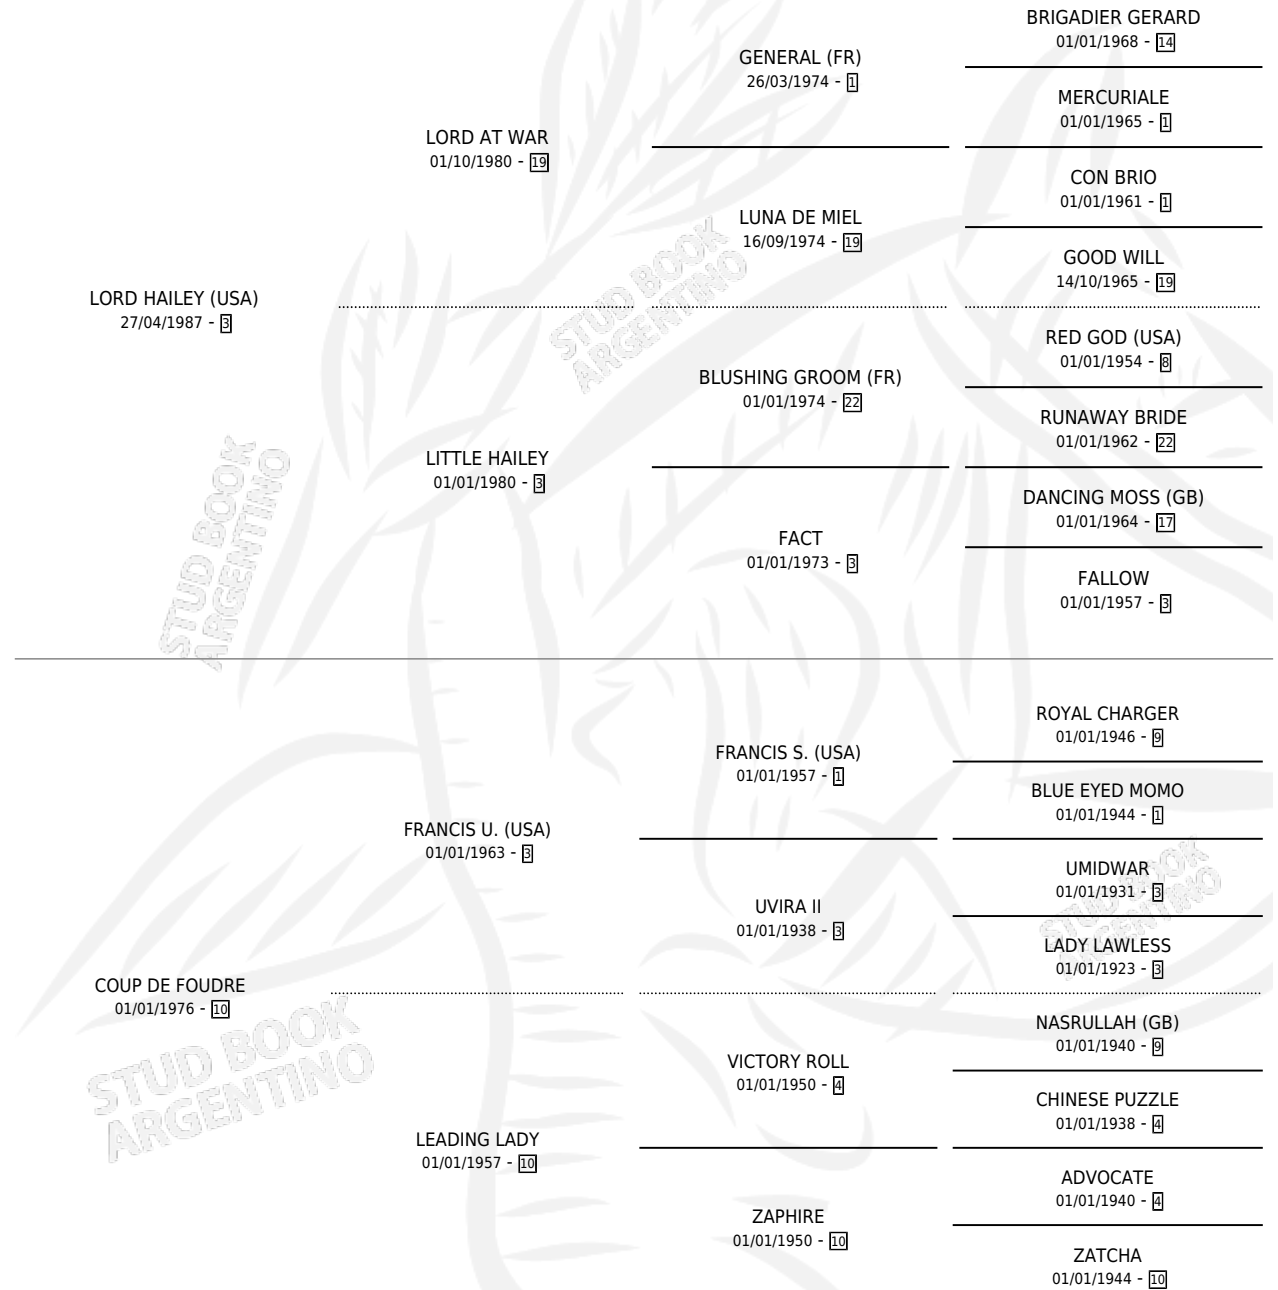 BRIGADIER GERARD
01/01/1968 - 14
GENERAL (FR)
26/03/1974 - 1
MERCURIALE
01/01/1965 - 1
LORD AT WAR
01/10/1980 - 19
CON BRIO
01/01/1961 - 1
LUNA DE MIEL
16/09/1974 - 19
GOOD WILL
14/10/1965 - 19
LORD HAILEY (USA)
27/04/1987 - 3
STUD BOOK
ARGENTINO
RED GOD (USA)
01/01/1954 - 8
BLUSHING GROOM (FR)
01/01/1974 - 22
RUNAWAY BRIDE
01/01/1962 - 22
LITTLE HAILEY
01/01/1980 - 3
DANCING MOSS (GB)
01/01/1964 - 17
FACT
01/01/1973 - 3
FALLOW
01/01/1957 - 3
STUD BOOK
ARGENTINO
ROYAL CHARGER
01/01/1946 - 9
FRANCIS S. (USA)
01/01/1957 - 1
BLUE EYED MOMO
01/01/1944 - 1
FRANCIS U. (USA)
01/01/1963 - 3
UMIDWAR
01/01/1931 - 3
UVIRA II
01/01/1938 - 3
LADY LAWLESS
01/01/1923 - 3
STUD BOOK
ARGENTINO
COUP DE FOUDRE
01/01/1976 - 10
NASRULLAH (GB)
01/01/1940 - 9
VICTORY ROLL
01/01/1950 - 4
CHINESE PUZZLE
01/01/1938 - 4
STUD BOOK
ARGENTINO
LEADING LADY
01/01/1957 - 10
ADVOCATE
01/01/1940 - 4
ZAPHIRE
01/01/1950 - 10
ZATCHA
01/01/1944 - 10